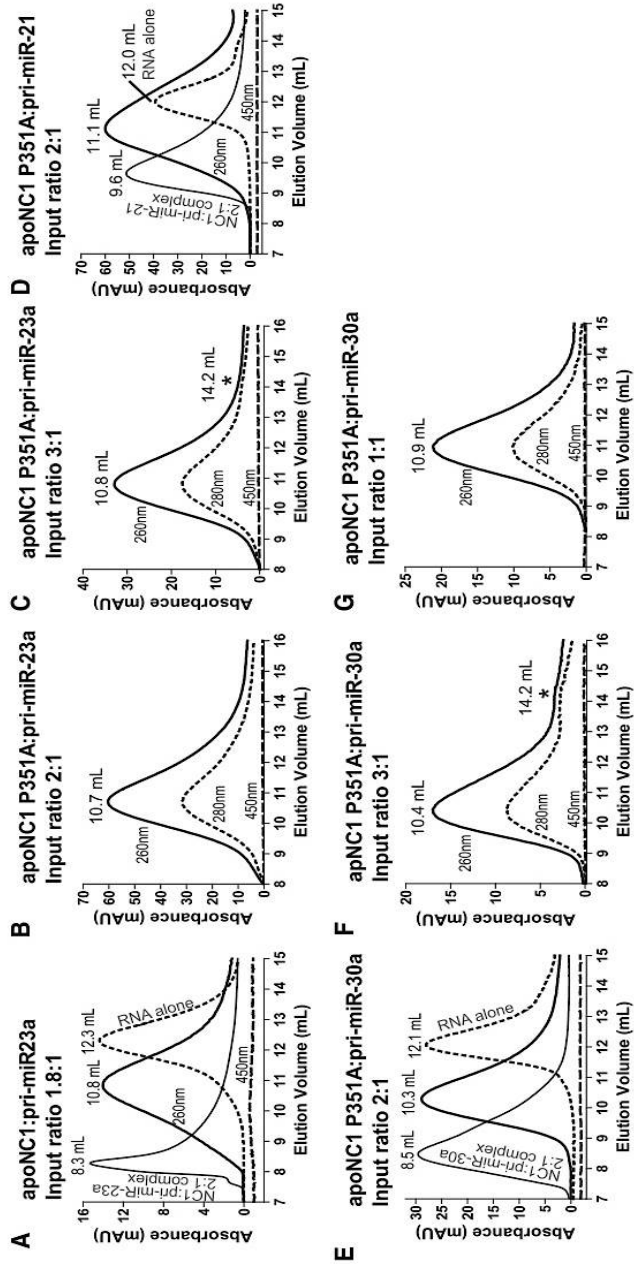 A
apoNC1:pri-miR23a
Input ratio 1.8:1
Absorbance (mAU)
16
12
8
4
0
8.3 mL
10.8 mL
12.3 mL
RNA alone
NC1:pri-miR-23a
2:1 complex
260nm
450nm
7 8 9 10 11 12 13 14 15
Elution Volume (mL)
B
apoNC1 P351A:pri-miR-23a
Input ratio 2:1
Absorbance (mAU)
70
60
50
40
30
20
10
0
10.7 mL
260nm
280nm
450nm
8 9 10 11 12 13 14 15 16
Elution Volume (mL)
C
apoNC1 P351A:pri-miR-23a
Input ratio 3:1
Absorbance (mAU)
40
30
20
10
0
10.8 mL
14.2 mL
*
260nm
280nm
450nm
8 9 10 11 12 13 14 15 16
Elution Volume (mL)
D
apoNC1 P351A:pri-miR-21
Input ratio 2:1
Absorbance (mAU)
70
60
50
40
30
20
10
0
9.6 mL
11.1 mL
12.0 mL
RNA alone
NC1:pri-miR-21
2:1 complex
260nm
450nm
7 8 9 10 11 12 13 14 15
Elution Volume (mL)
E
apoNC1 P351A:pri-miR-30a
Input ratio 2:1
Absorbance (mAU)
30
25
20
15
10
5
0
8.5 mL
10.3 mL
12.1 mL
RNA alone
NC1:pri-miR-30a
2:1 complex
7 8 9 10 11 12 13 14 15
Elution Volume (mL)
F
apNC1 P351A:pri-miR-30a
Input ratio 3:1
Absorbance (mAU)
20
15
10
5
0
10.4 mL
14.2 mL
*
260nm
280nm
450nm
8 9 10 11 12 13 14 15 16
Elution Volume (mL)
G
apoNC1 P351A:pri-miR-30a
Input ratio 1:1
Absorbance (mAU)
25
20
15
10
5
0
10.9 mL
260nm
280nm
450nm
7 8 9 10 11 12 13 14 15
Elution Volume (mL)